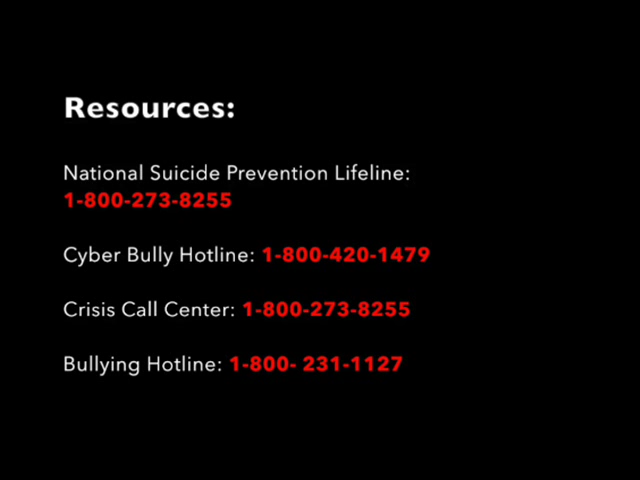 Resources:
National Suicide Prevention Lifeline:
1-800-273-8255
Cyber Bully Hotline: 1-800-420-1479
Crisis Call Center: 1-800-273-8255
Bullying Hotline: 1-800- 231-1127